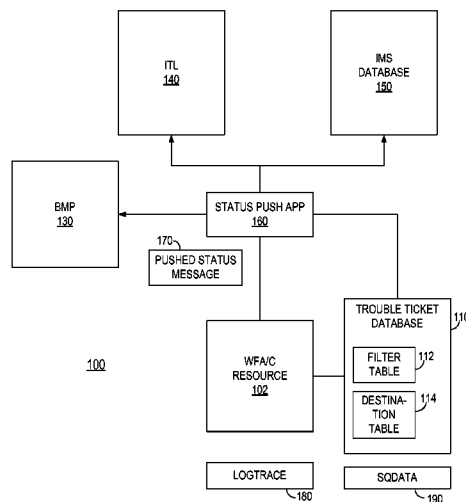 ITL
140
IMS
DATABASE
150
BMP
130
STATUS PUSH APP
160
170
PUSHED STATUS
MESSAGE
110
TROUBLE TICKET
DATABASE
FILTER
TABLE
112
114
DESTINA-
TION
TABLE
WFA/C
RESOURCE
102
100
LOGTRACE
180
SQDATA
190